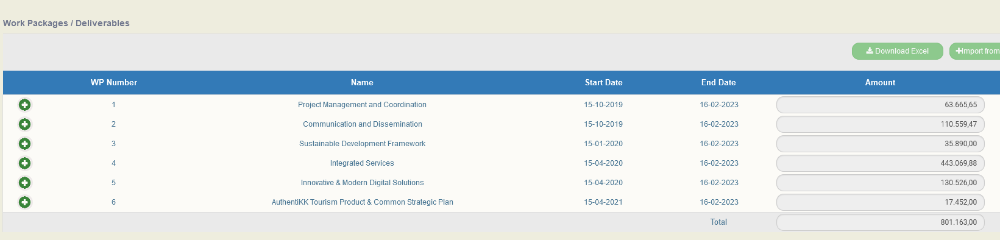 Work Packages / Deliverables
Download Excel
Import from
WP Number Name Start Date End Date Amount
1 Project Management and Coordination 15-10-2019 16-02-2023 63.665,65
2 Communication and Dissemination 15-10-2019 16-02-2023 110.559,47
3 Sustainable Development Framework 15-01-2020 16-02-2023 35.890,00
4 Integrated Services 15-04-2020 16-02-2023 443.069,88
5 Innovative & Modern Digital Solutions 15-04-2020 16-02-2023 130.526,00
6 AuthentiKK Tourism Product & Common Strategic Plan 15-04-2021 16-02-2023 17.452,00
Total 801.163,00